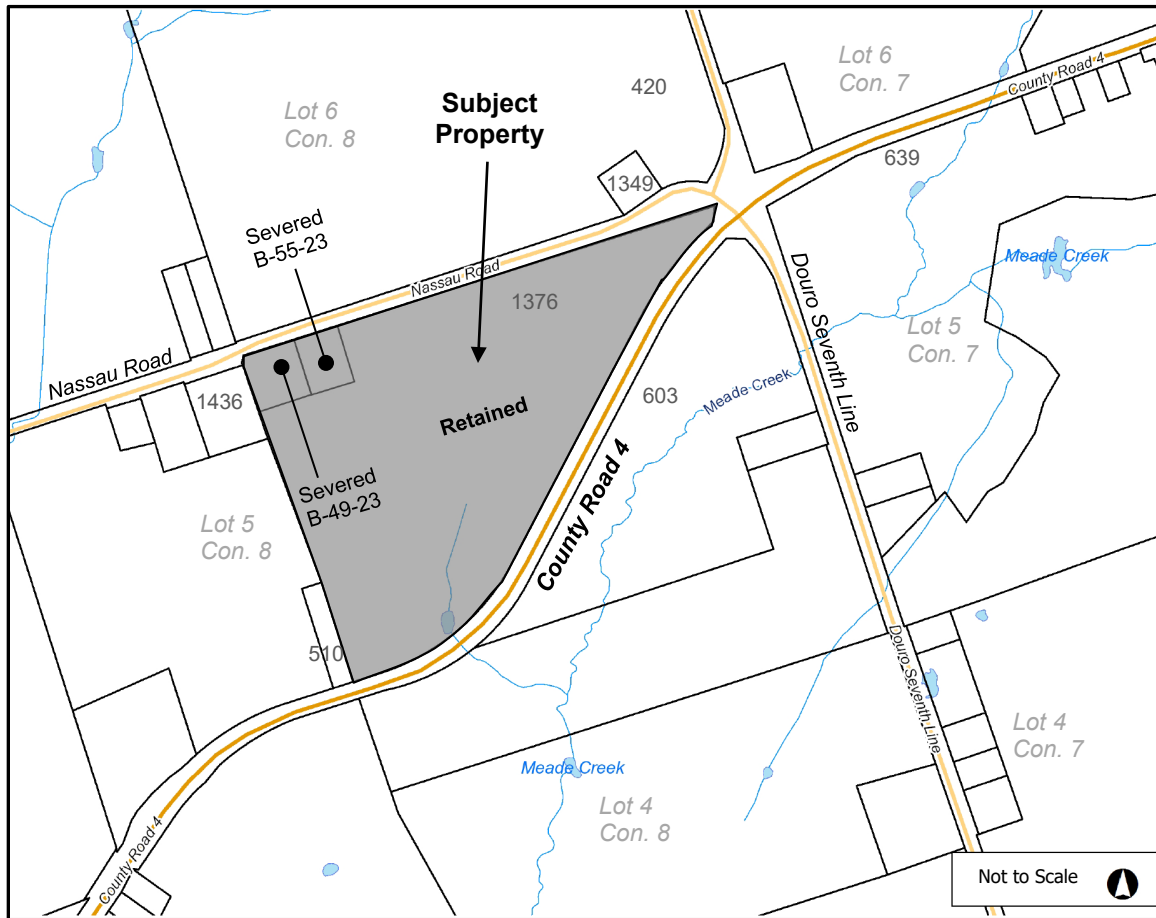 Lot 6
Con. 8
420
Lot 6
Con. 7
County Road 4
Subject
Property
639
1349
Severed
B-55-23
Nassau Road
1376
Meade Creek
Douro Seventh Line
Lot 5
Con. 7
Nassau Road
1436
Retained
603
Meade Creek
Severed
B-49-23
County Road 4
Lot 5
Con. 8
510
Douro Seventh Line
Lot 4
Con. 7
Meade Creek
Lot 4
Con. 8
County Road 4
Not to Scale